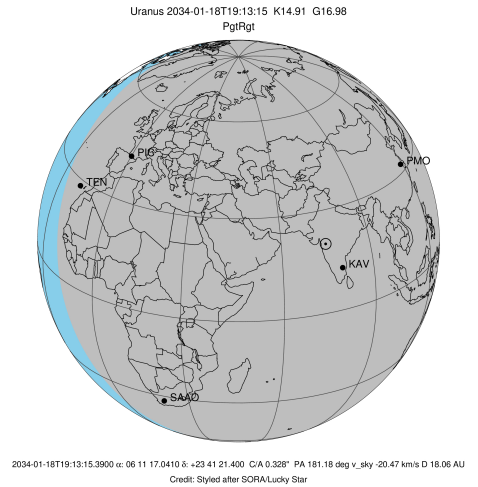 Uranus 2034-01-18T19:13:15 K14.91 G16.98
PgtRgt
PIC
PMO
TEN
KAV
SAAO
2034-01-18T19:13:15.3900 α: 06 11 17.0410 δ: +23 41 21.400 C/A 0.328" PA 181.18 deg v_sky -20.47 km/s D 18.06 AU
Credit: Styled after SORA/Lucky Star